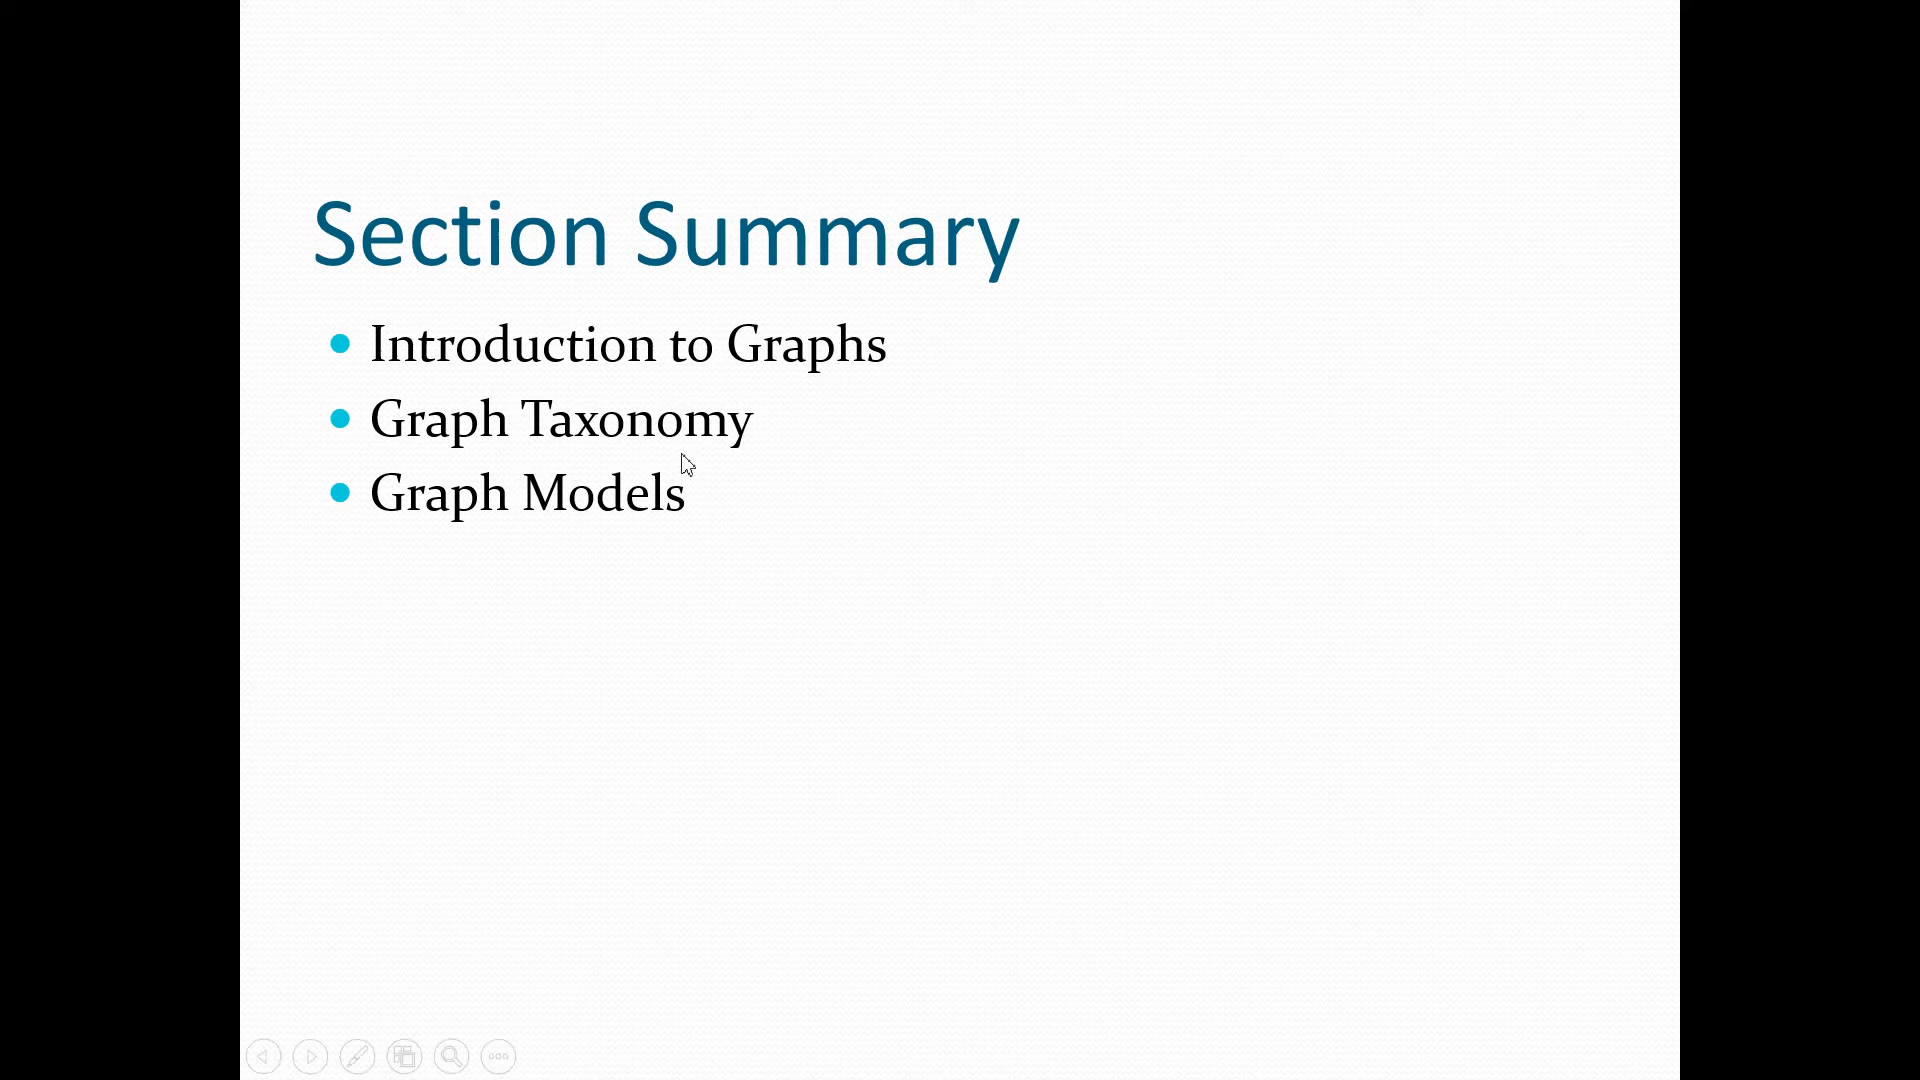 Section Summary
Introduction to Graphs
Graph Taxonomy
Graph Models